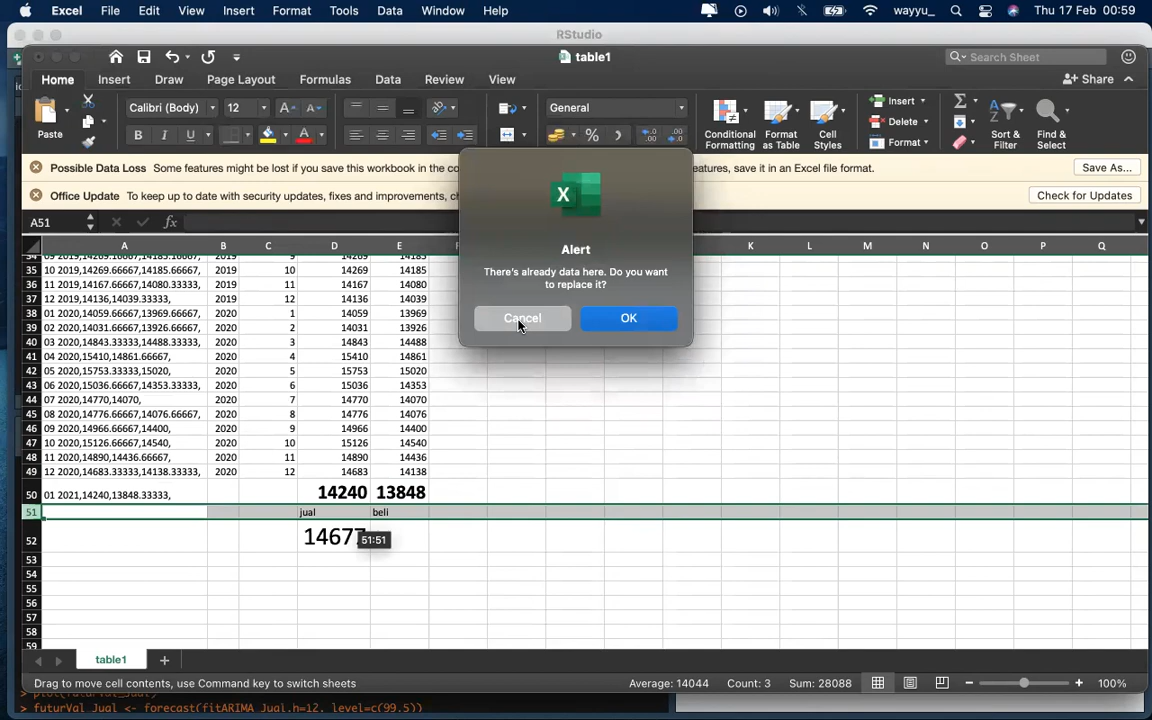 Excel File Edit View Insert Format Tools Data Window Help wayyu_ Thu 17 Feb 00:59
RStudio
table1 Search Sheet
Home Insert Draw Page Layout Formulas Data Review View Share
Paste Calibri (Body) 12 A A General Insert
B I U A % Conditional Formatting Format as Table Cell Styles Delete Format Sort & Filter Find & Select
Possible Data Loss Some features might be lost if you save this workbook in the eatures, save it in an Excel file format. Save As...
Office Update To keep up to date with security updates, fixes and improvements, Check for Updates
A51 fx
A B C D E K L M N O P Q
34 09 2019,14269.66667,14185.16667, 2019 9 14269 14185
35 10 2019,14269.66667,14185.66667, 2019 10 14269 14185
36 11 2019,14167.66667,14080.33333, 2019 11 14167 14080
37 12 2019,14136,14039.33333, 2019 12 14136 14039
38 01 2020,14059.66667,13969.66667, 2020 1 14059 13969
39 02 2020,14031.66667,13926.66667, 2020 2 14031 13926
40 03 2020,14843.33333,14488.33333, 2020 3 14843 14488
41 04 2020,15410,14861.66667, 2020 4 15410 14861
42 05 2020,15753.33333,15020, 2020 5 15753 15020
43 06 2020,15036.66667,14353.33333, 2020 6 15036 14353
44 07 2020,14770,14070, 2020 7 14770 14070
45 08 2020,14776.66667,14076.66667, 2020 8 14776 14076
46 09 2020,14966.66667,14400, 2020 9 14966 14400
47 10 2020,15126.66667,14540, 2020 10 15126 14540
48 11 2020,14890,14436.66667, 2020 11 14890 14436
49 12 2020,14683.33333,14138.33333, 2020 12 14683 14138
50 01 2021,14240,13848.33333, 14240 13848
51 jual beli
52 14677 51:51
53
54
55
56
57
58
59
Alert
There's already data here. Do you want
to replace it?
Cancel OK
table1
Drag to move cell contents, use Command key to switch sheets Average: 14044 Count: 3 Sum: 28088 100%
> plot(futurVal_Jual)
> futurVal_Jual <- forecast(fitARIMA_Jual,h=12, level=c(99.5))